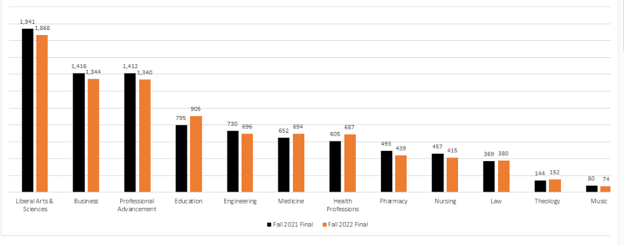 1,941
1,868
1,416
1,344
1,412
1,340
795
905
730
696
652
694
605
687
493
439
457
415
369
380
144
152
80
74
Liberal Arts &
Sciences
Business
Professional
Advancement
Education
Engineering
Medicine
Health
Professions
Pharmacy
Nursing
Law
Theology
Music
Fall 2021 Final
Fall 2022 Final